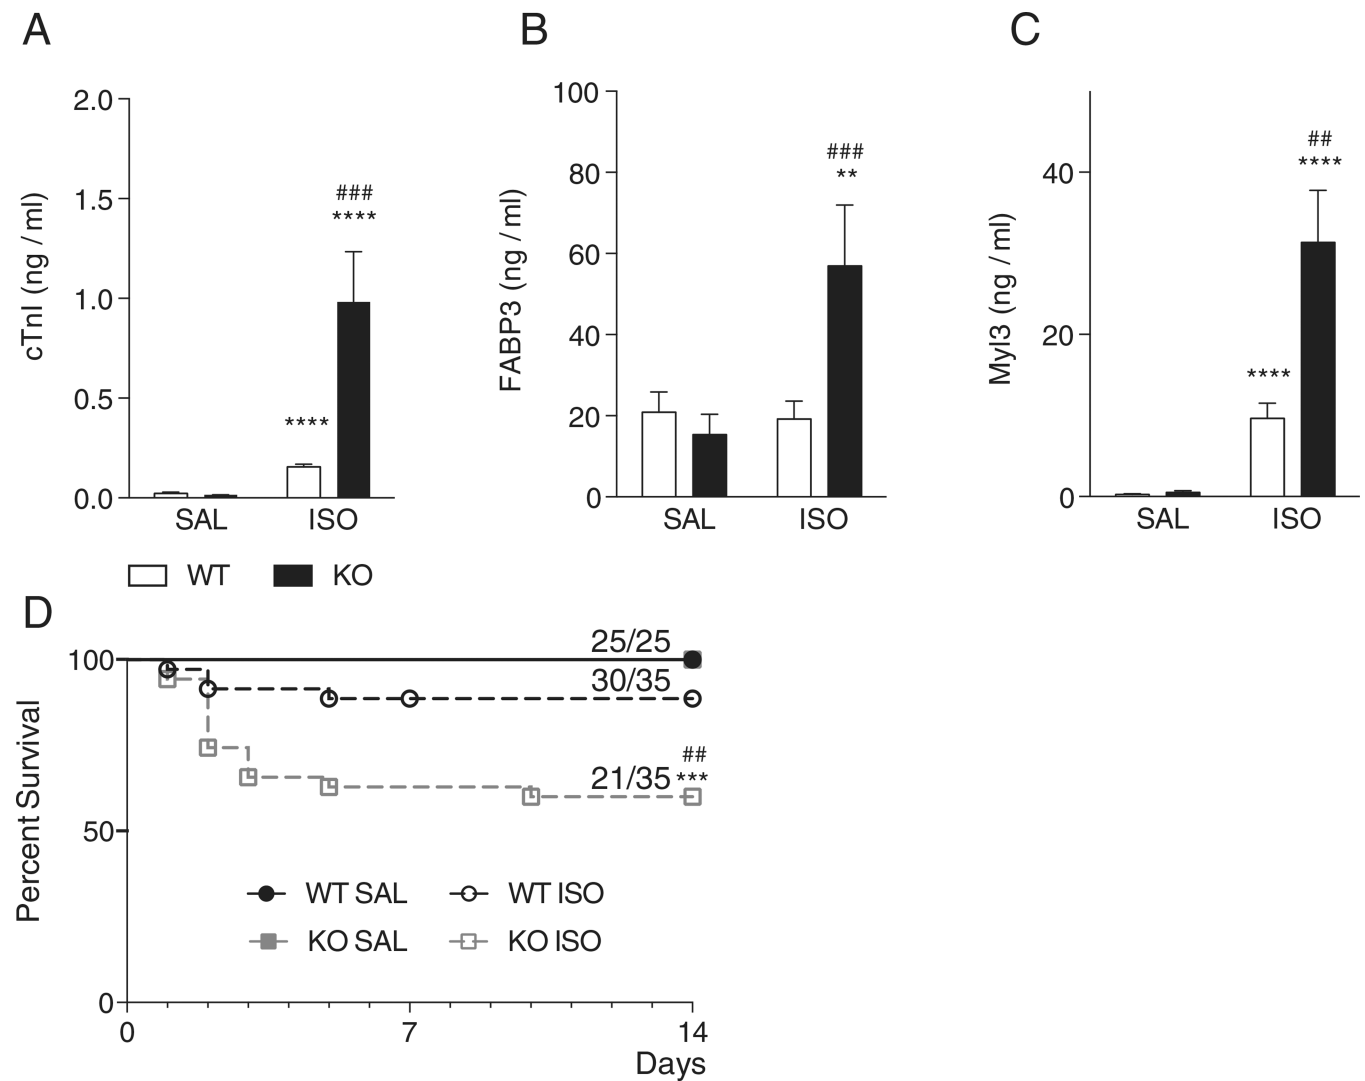 A
B
C
2.0
1.5
1.0
0.5
0.0
cTnI (ng / ml)
###
****
****
SAL
ISO
WT
KO
100
80
60
40
20
0
FABP3 (ng / ml)
###
**
SAL
ISO
40
20
0
Myl3 (ng / ml)
##
****
****
SAL
ISO
D
100
50
0
Percent Survival
25/25
30/35
21/35
##
***
WT SAL
WT ISO
KO SAL
KO ISO
0
7
14
Days